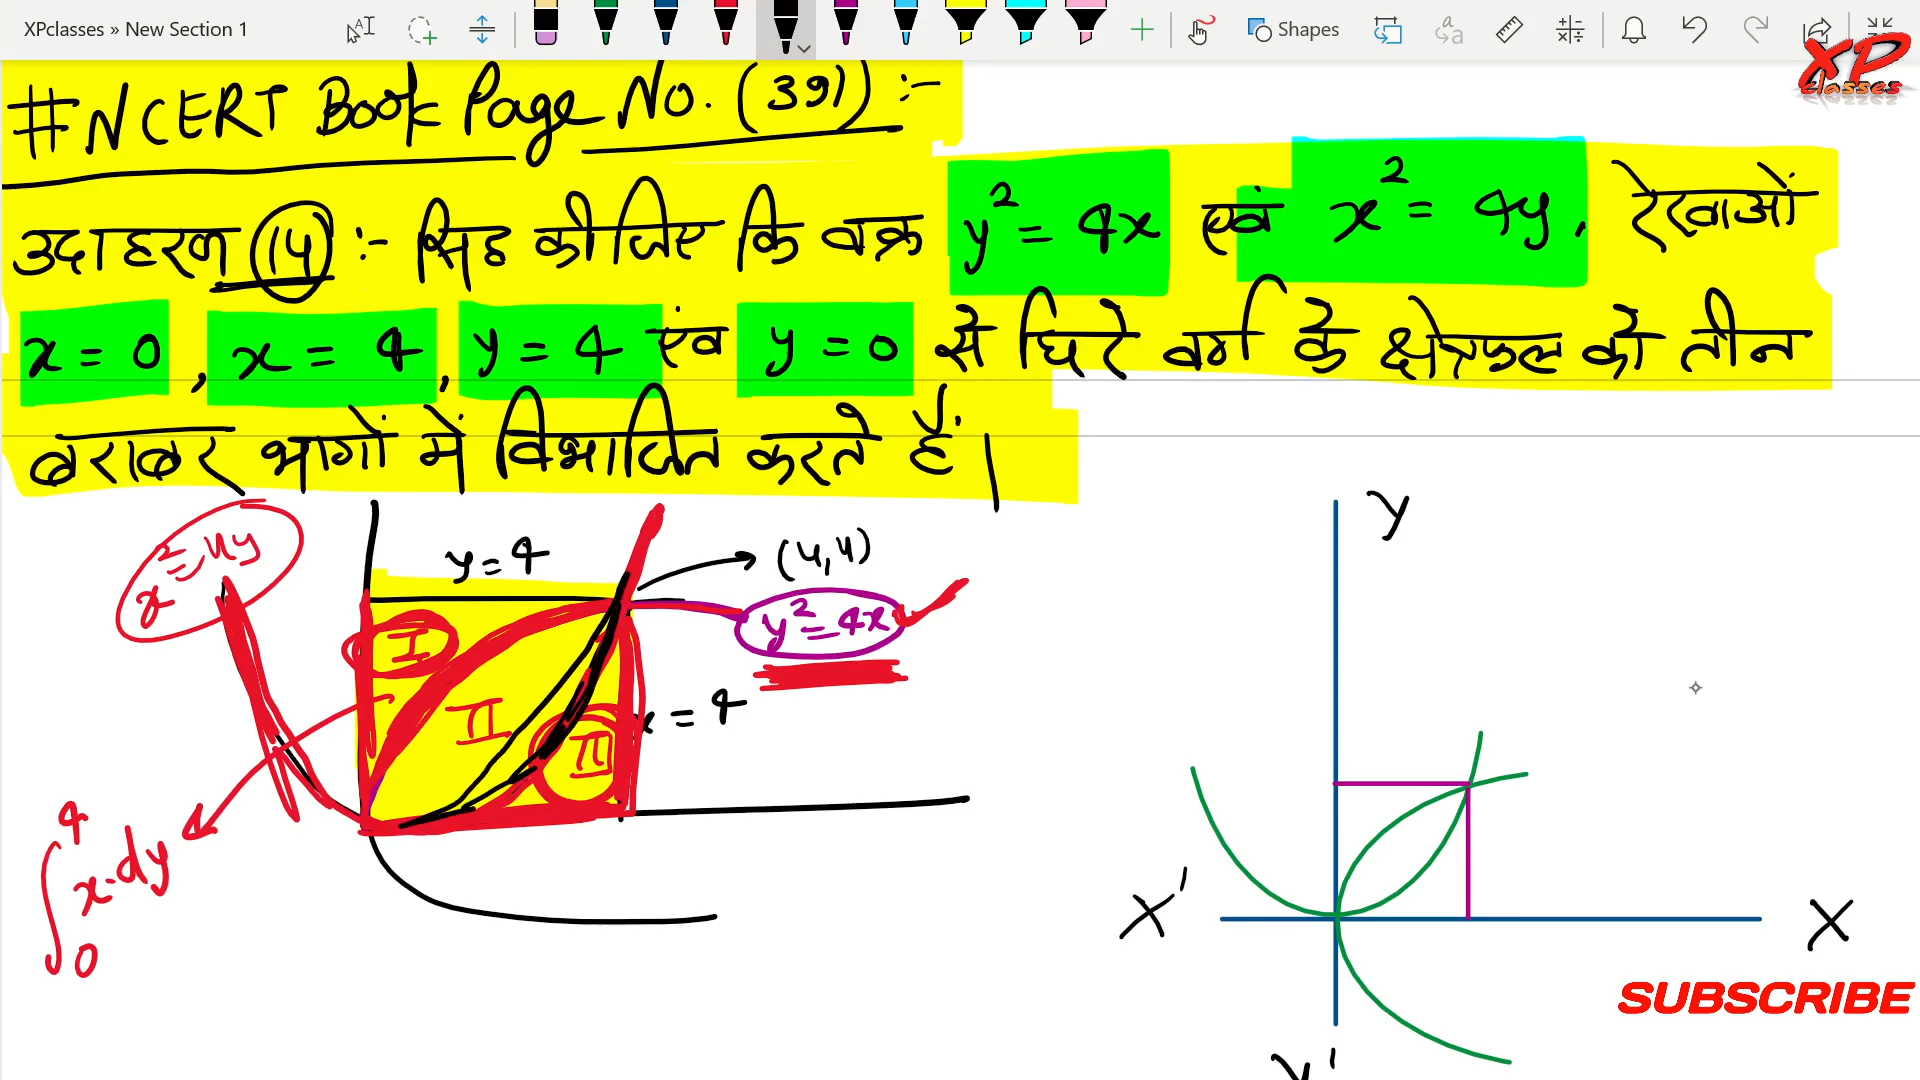 XPclasses » New Section 1
Shapes
XP
classes
#NCERT Book Page No. (391) :-
उदाहरण (14) :- सिद्ध कीजिए कि वक्र y² = 4x एवं x² = 4y, रेखाओं
x = 0, x = 4, y = 4 एवं y = 0 से घिरे वर्ग के क्षेत्रफल को तीन
बराबर भागों में विभाजित करते हैं।
x² = 4y
y = 4
(4,4)
y² = 4x
I
II
III
x = 4
∫₀⁴ x·dy
Y
X'
X
Y'
SUBSCRIBE